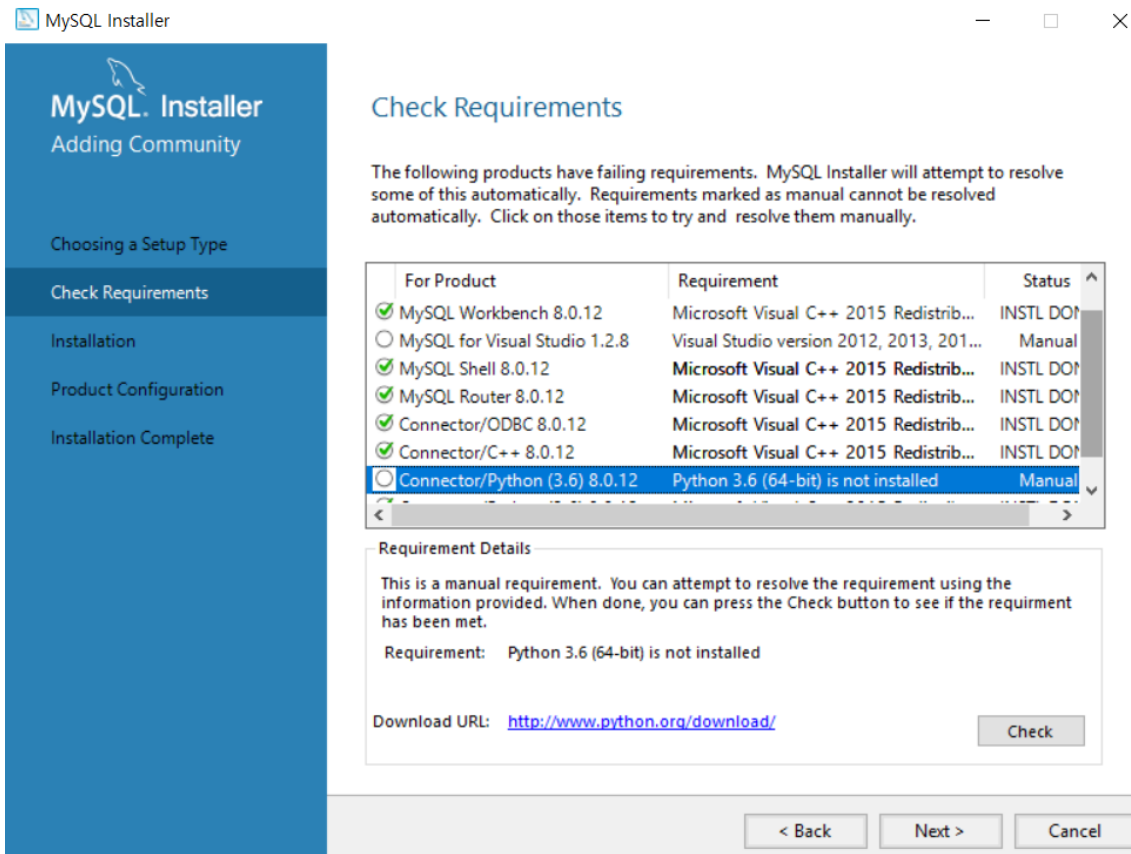 MySQL Installer
MySQL. Installer
Adding Community
Choosing a Setup Type
Check Requirements
Installation
Product Configuration
Installation Complete
Check Requirements
The following products have failing requirements. MySQL Installer will attempt to resolve
some of this automatically. Requirements marked as manual cannot be resolved
automatically. Click on those items to try and resolve them manually.
For Product Requirement Status
MySQL Workbench 8.0.12 Microsoft Visual C++ 2015 Redistrib... INSTL DON
MySQL for Visual Studio 1.2.8 Visual Studio version 2012, 2013, 201... Manual
MySQL Shell 8.0.12 Microsoft Visual C++ 2015 Redistrib... INSTL DON
MySQL Router 8.0.12 Microsoft Visual C++ 2015 Redistrib... INSTL DON
Connector/ODBC 8.0.12 Microsoft Visual C++ 2015 Redistrib... INSTL DON
Connector/C++ 8.0.12 Microsoft Visual C++ 2015 Redistrib... INSTL DON
Connector/Python (3.6) 8.0.12 Python 3.6 (64-bit) is not installed Manual
Requirement Details
This is a manual requirement. You can attempt to resolve the requirement using the
information provided. When done, you can press the Check button to see if the requirment
has been met.
Requirement: Python 3.6 (64-bit) is not installed
Download URL: http://www.python.org/download/
Check
< Back Next > Cancel